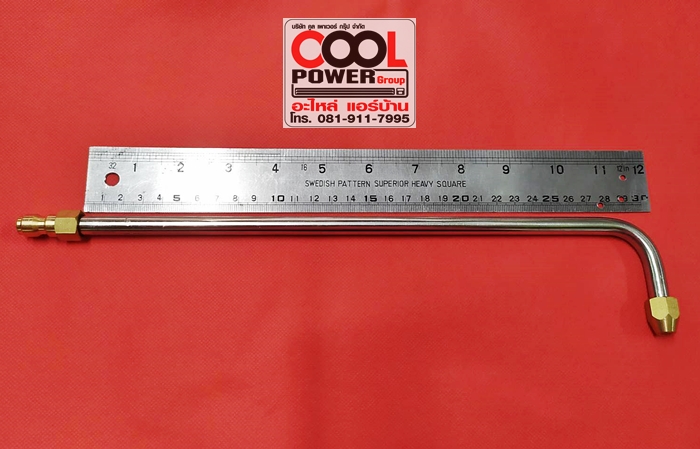 บริษัท คูล เพาเวอร์ กรุ๊ป จำกัด
COOL
POWER Group
อะไหล่ แอร์บ้าน
โทร. 081-911-7995
32 1 2 3 4 16 5 6 7 8 9 10 11 12in 12
SWEDISH PATTERN SUPERIOR HEAVY SQUARE
1 2 3 4 5 6 7 8 9 10 11 12 13 14 15 16 17 18 19 20 21 22 23 24 25 26 27 28 29 30